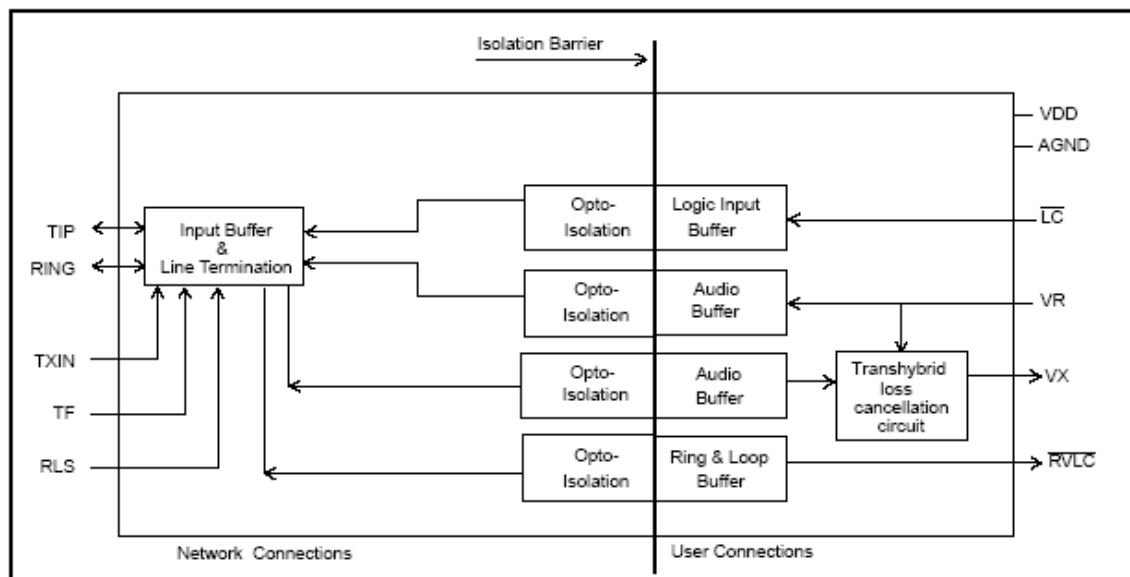 Isolation Barrier
VDD
AGND
TIP
RING
TXIN
TF
RLS
Input Buffer
&
Line Termination
Opto-
Isolation
Logic Input
Buffer
LC
Opto-
Isolation
Audio
Buffer
VR
Opto-
Isolation
Audio
Buffer
Transhybrid
loss
cancellation
circuit
VX
Opto-
Isolation
Ring & Loop
Buffer
RVLC
Network Connections
User Connections